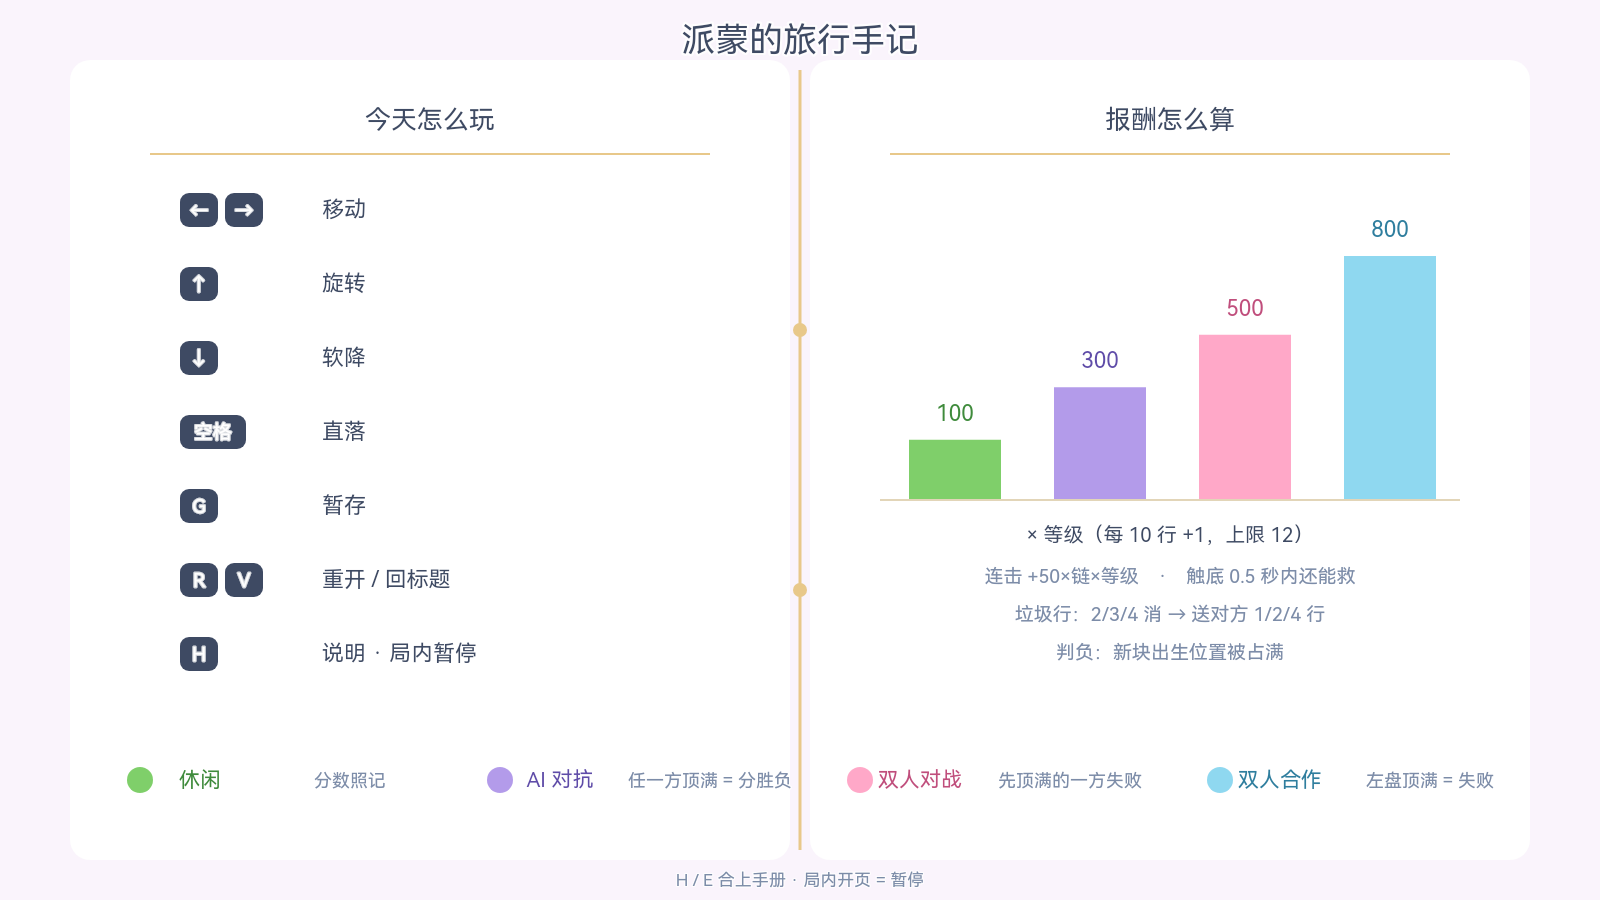 派蒙的旅行手记
今天怎么玩
← → 移动
↑ 旋转
↓ 软降
空格 直落
G 暂存
R V 重开 / 回标题
H 说明 · 局内暂停
报酬怎么算
100 300 500 800
× 等级（每 10 行 +1，上限 12）
连击 +50×链×等级 · 触底 0.5 秒内还能救
垃圾行：2/3/4 消 → 送对方 1/2/4 行
判负：新块出生位置被占满
休闲 分数照记 AI 对抗 任一方顶满 = 分胜负 双人对战 先顶满的一方失败 双人合作 左盘顶满 = 失败
H / E 合上手册 · 局内开页 = 暂停